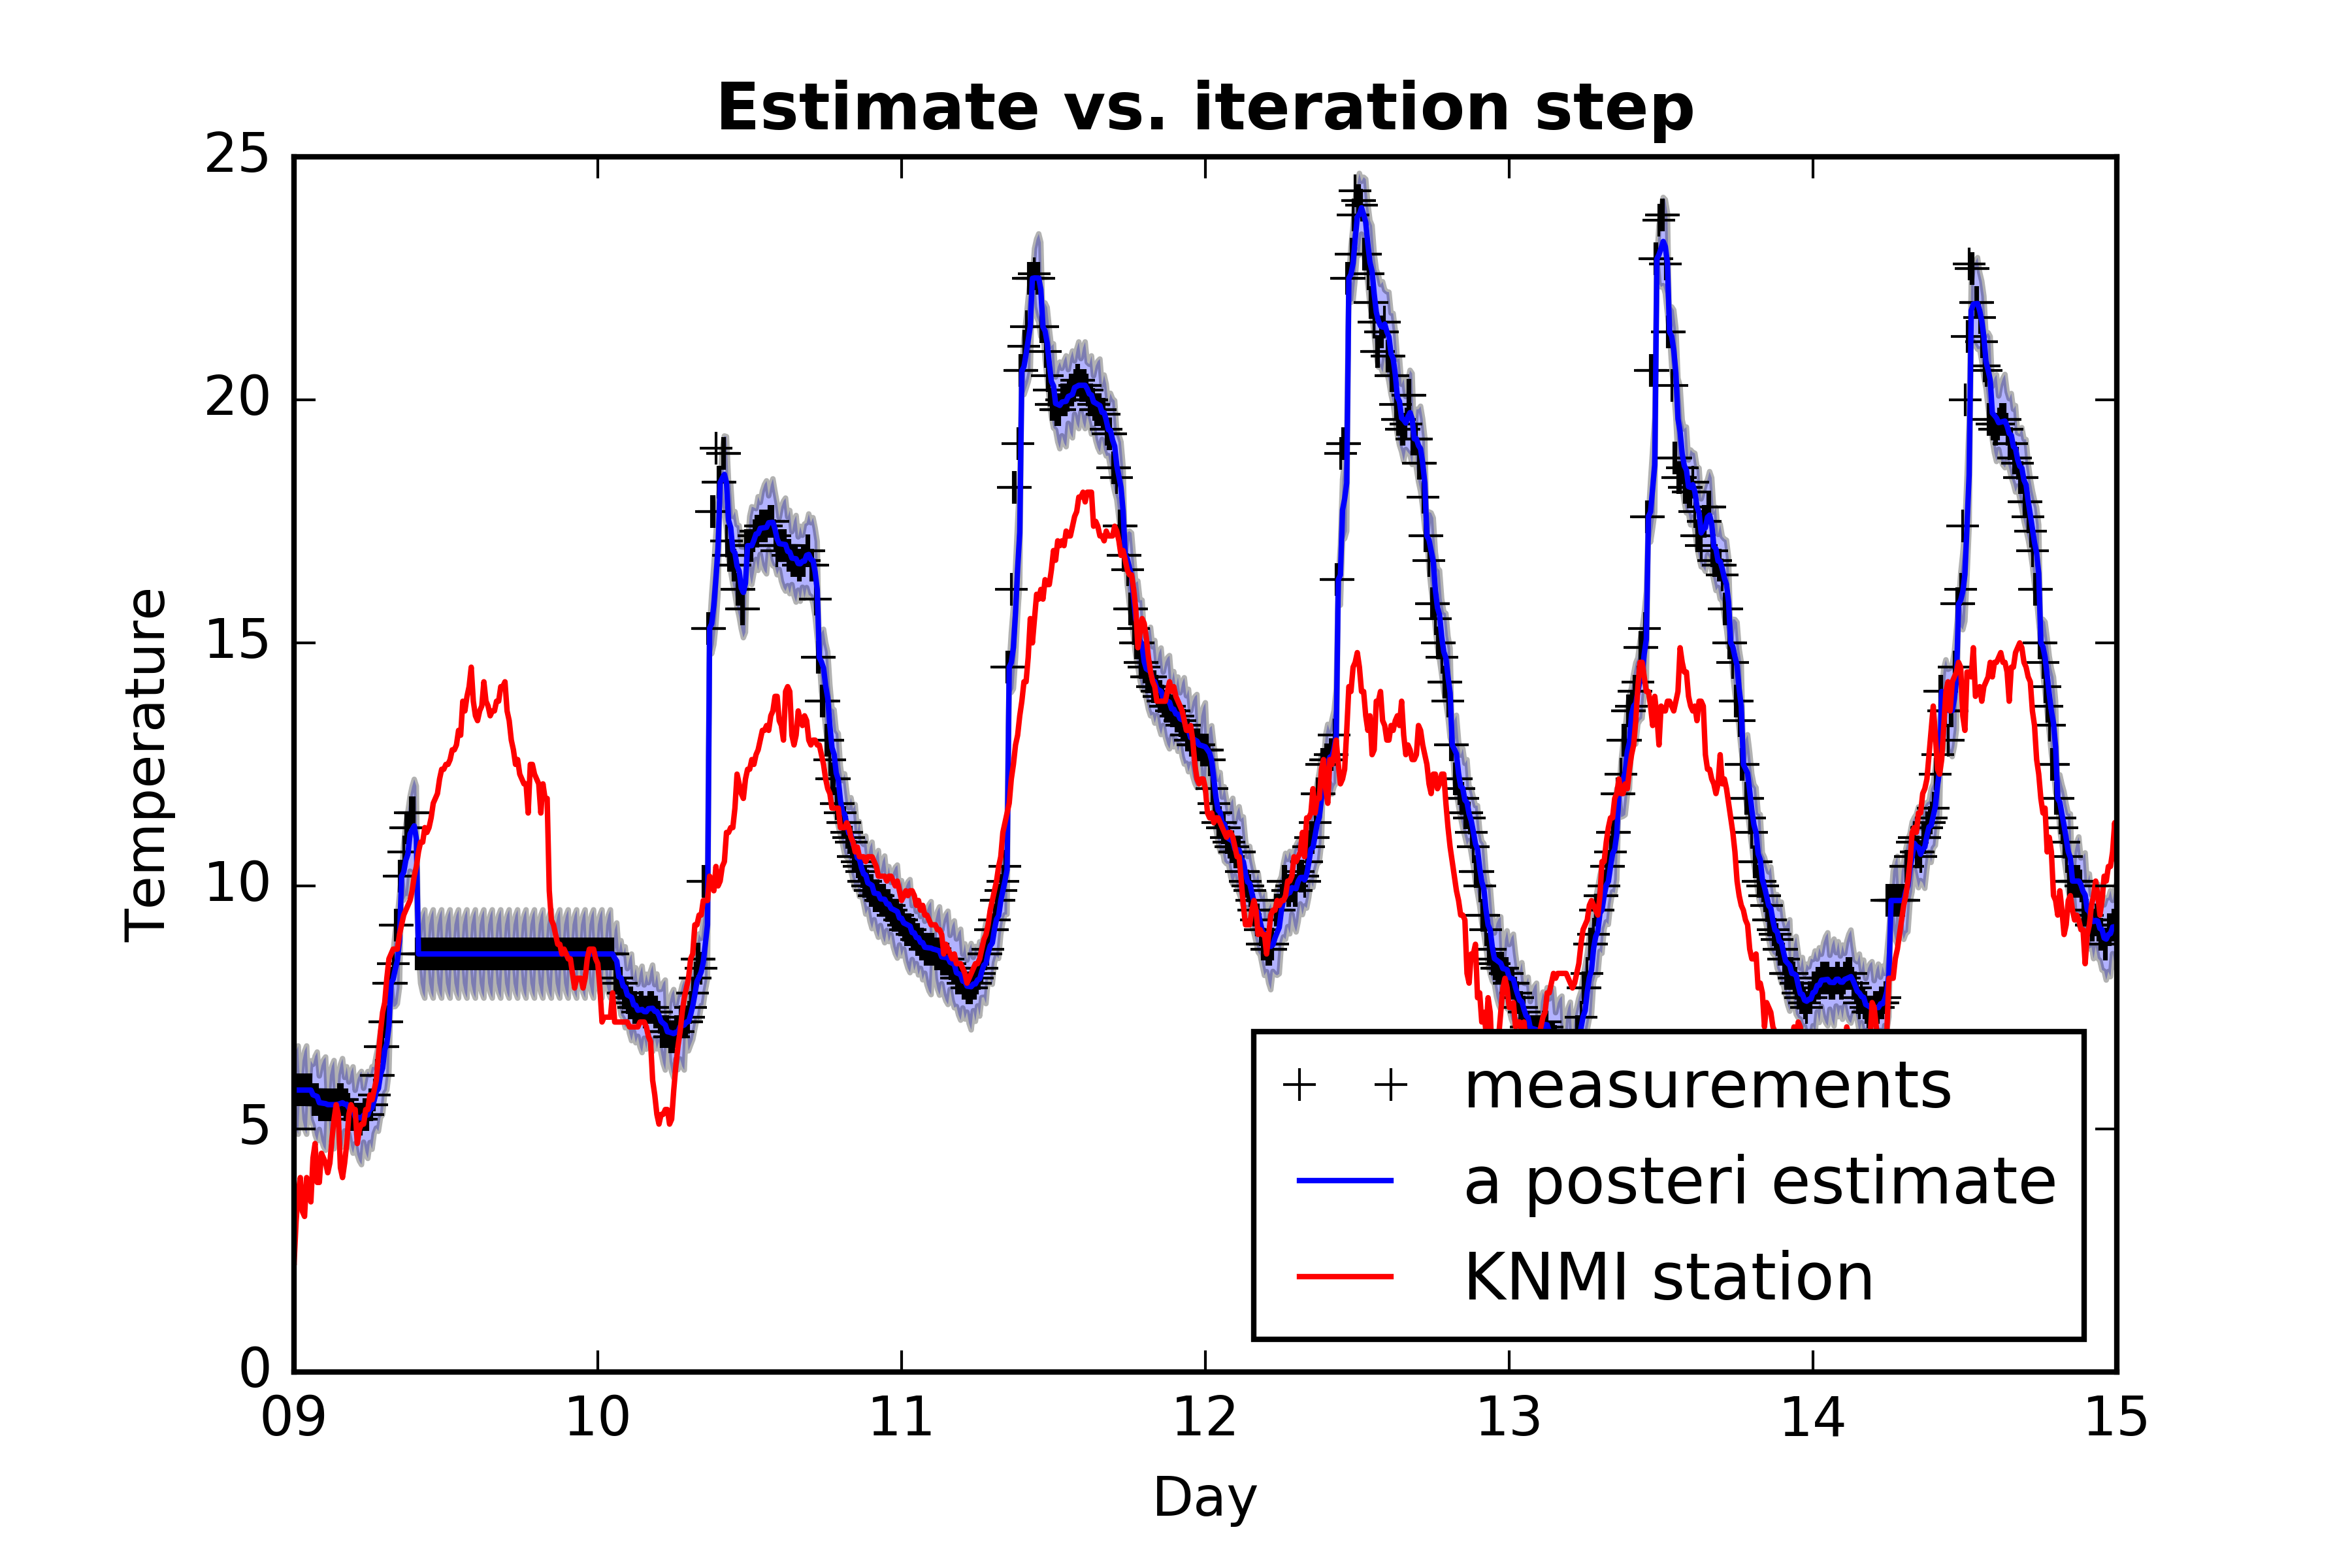 Estimate vs. iteration step
25
20
15
10
5
0
Temperature
09 10 11 12 13 14 15
Day
measurements
a posteri estimate
KNMI station